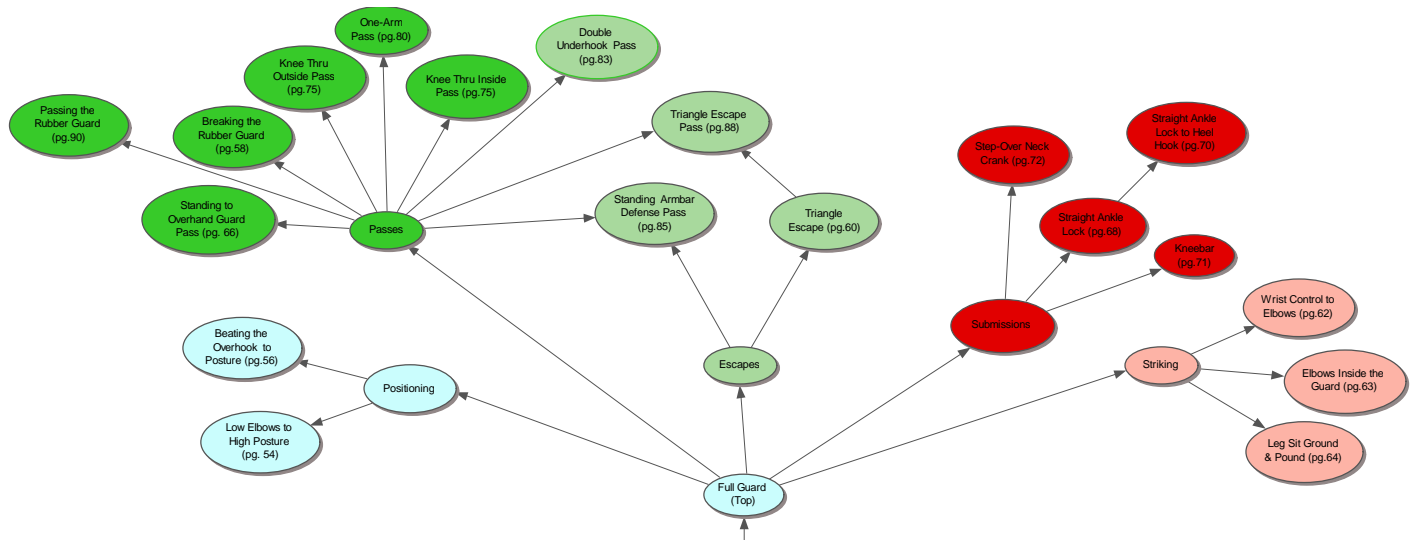 One-Arm
Pass (pg.80)
Double
Underhook Pass
(pg.83)
Knee Thru
Outside Pass
(pg.75)
Knee Thru Inside
Pass (pg.75)
Passing the
Rubber Guard
(pg.90)
Breaking the
Rubber Guard
(pg.58)
Triangle Escape
Pass (pg.88)
Straight Ankle
Lock to Heel
Hook (pg.70)
Step-Over Neck
Crank (pg.72)
Standing to
Overhand Guard
Pass (pg. 66)
Passes
Standing Armbar
Defense Pass
(pg.85)
Triangle
Escape (pg.60)
Straight Ankle
Lock (pg.68)
Kneebar
(pg.71)
Wrist Control to
Elbows (pg.62)
Submissions
Beating the
Overhook to
Posture (pg.56)
Positioning
Escapes
Striking
Elbows Inside the
Guard (pg.63)
Low Elbows to
High Posture
(pg. 54)
Leg Sit Ground
& Pound (pg.64)
Full Guard
(Top)